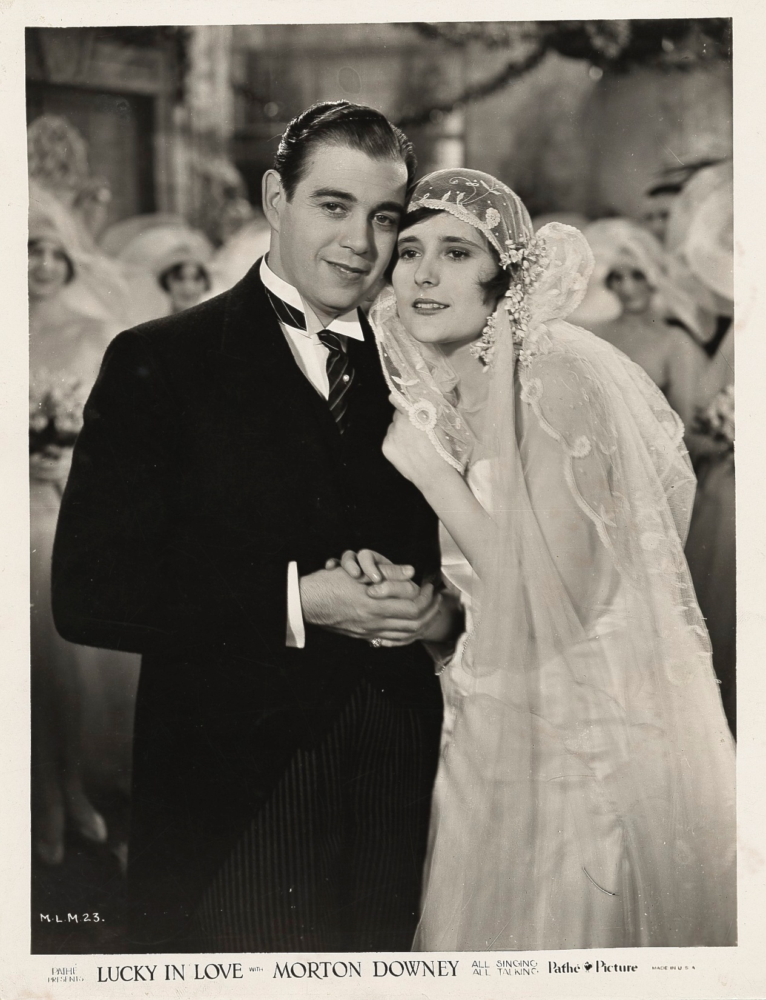 M.L.M.23.
PATHÉ
PRESENTS
LUCKY IN LOVE WITH MORTON DOWNEY
ALL SINGING
ALL TALKING
Pathé Picture
MADE IN U S A